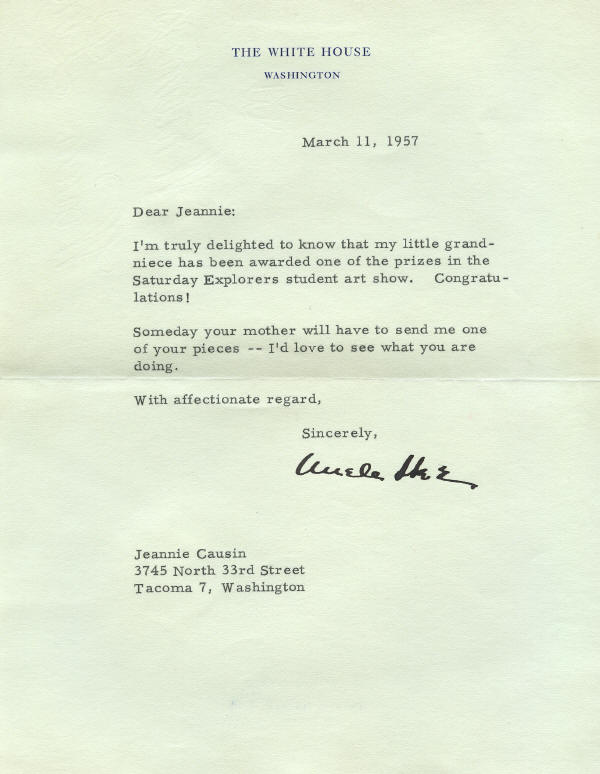 THE WHITE HOUSE
WASHINGTON
March 11, 1957
Dear Jeannie:
I'm truly delighted to know that my little grand-
niece has been awarded one of the prizes in the
Saturday Explorers student art show. Congratu-
lations!
Someday your mother will have to send me one
of your pieces -- I'd love to see what you are
doing.
With affectionate regard,
Sincerely,
Uncle Ike
Jeannie Causin
3745 North 33rd Street
Tacoma 7, Washington